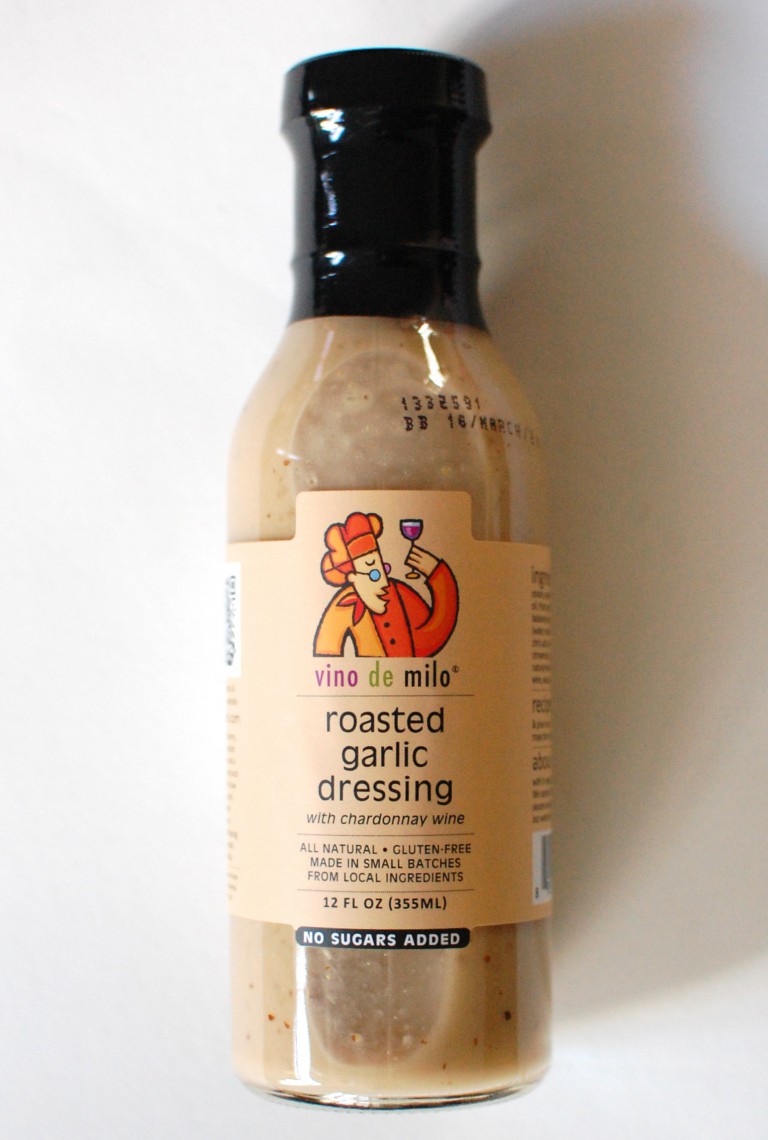 1332591
BB 16/MARCH/
vino de milo®
roasted
garlic
dressing
with chardonnay wine
ALL NATURAL • GLUTEN-FREE
MADE IN SMALL BATCHES
FROM LOCAL INGREDIENTS
12 FL OZ (355ML)
NO SUGARS ADDED